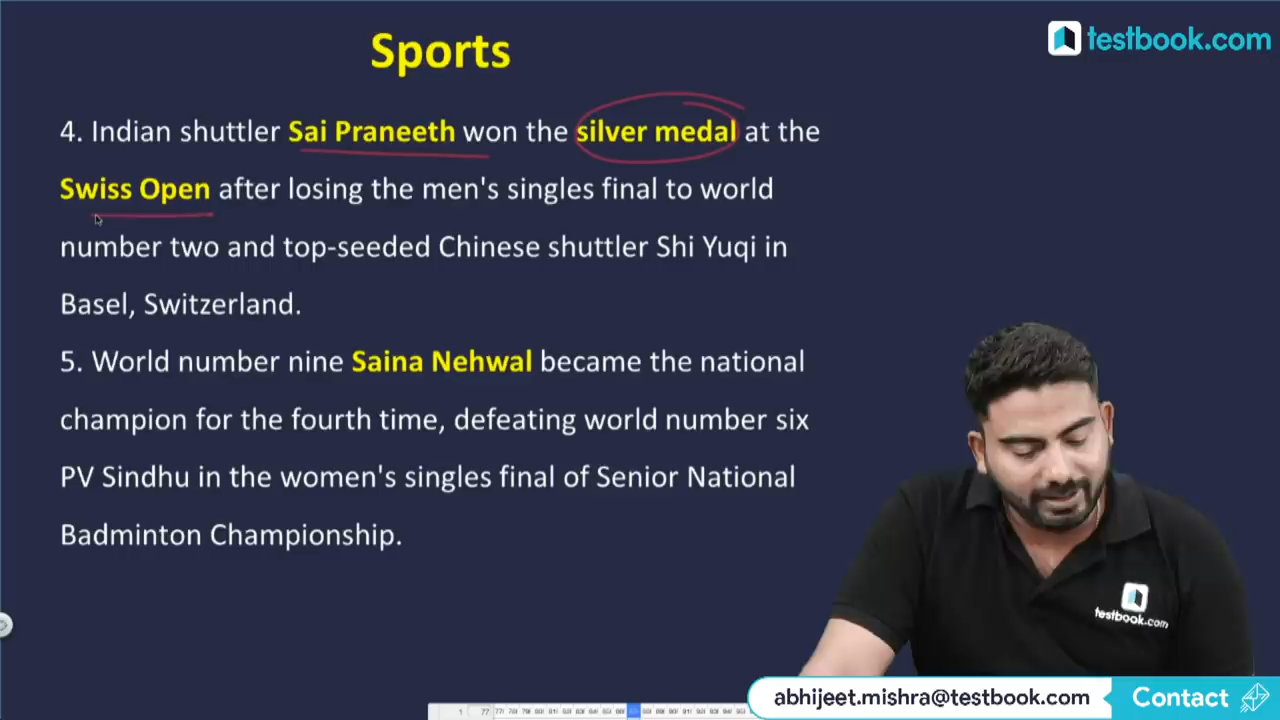 Sports
testbook.com
4. Indian shuttler Sai Praneeth won the silver medal at the
Swiss Open after losing the men's singles final to world
number two and top-seeded Chinese shuttler Shi Yuqi in
Basel, Switzerland.
5. World number nine Saina Nehwal became the national
champion for the fourth time, defeating world number six
PV Sindhu in the women's singles final of Senior National
Badminton Championship.
testbook.com
abhijeet.mishra@testbook.com Contact
1 77